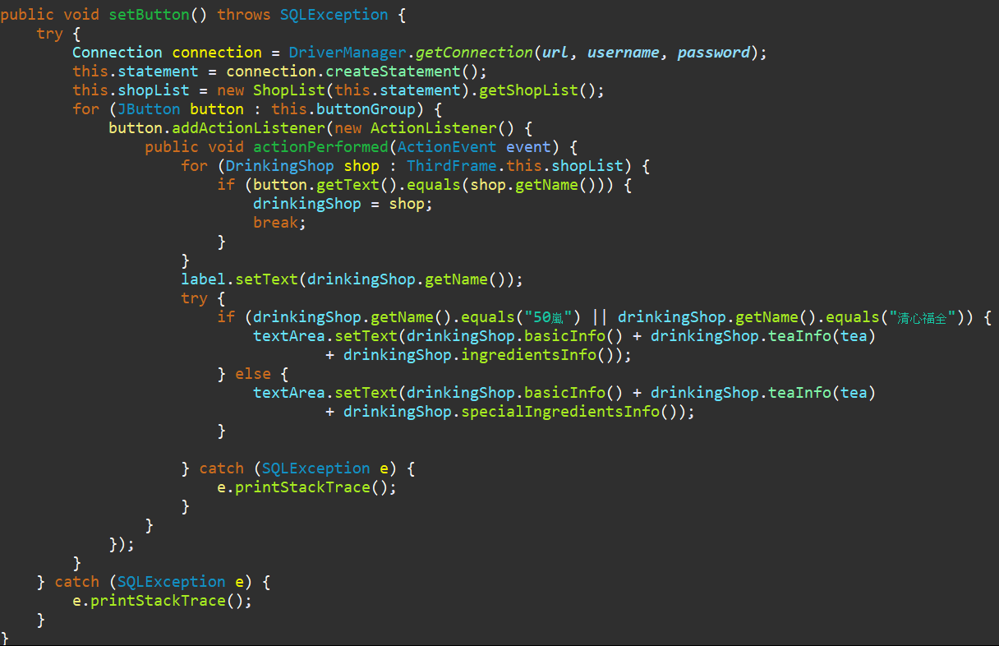 public void setButton() throws SQLException {
    try {
        Connection connection = DriverManager.getConnection(url, username, password);
        this.statement = connection.createStatement();
        this.shopList = new ShopList(this.statement).getShopList();
        for (JButton button : this.buttonGroup) {
            button.addActionListener(new ActionListener() {
                public void actionPerformed(ActionEvent event) {
                    for (DrinkingShop shop : ThirdFrame.this.shopList) {
                        if (button.getText().equals(shop.getName())) {
                            drinkingShop = shop;
                            break;
                        }
                    }
                    label.setText(drinkingShop.getName());
                    try {
                        if (drinkingShop.getName().equals("50嵐") || drinkingShop.getName().equals("清心福全")) {
                            textArea.setText(drinkingShop.basicInfo() + drinkingShop.teaInfo(tea)
                                    + drinkingShop.ingredientsInfo());
                        } else {
                            textArea.setText(drinkingShop.basicInfo() + drinkingShop.teaInfo(tea)
                                    + drinkingShop.specialIngredientsInfo());
                        }

                    } catch (SQLException e) {
                        e.printStackTrace();
                    }
                }
            });
        }
    } catch (SQLException e) {
        e.printStackTrace();
    }
}